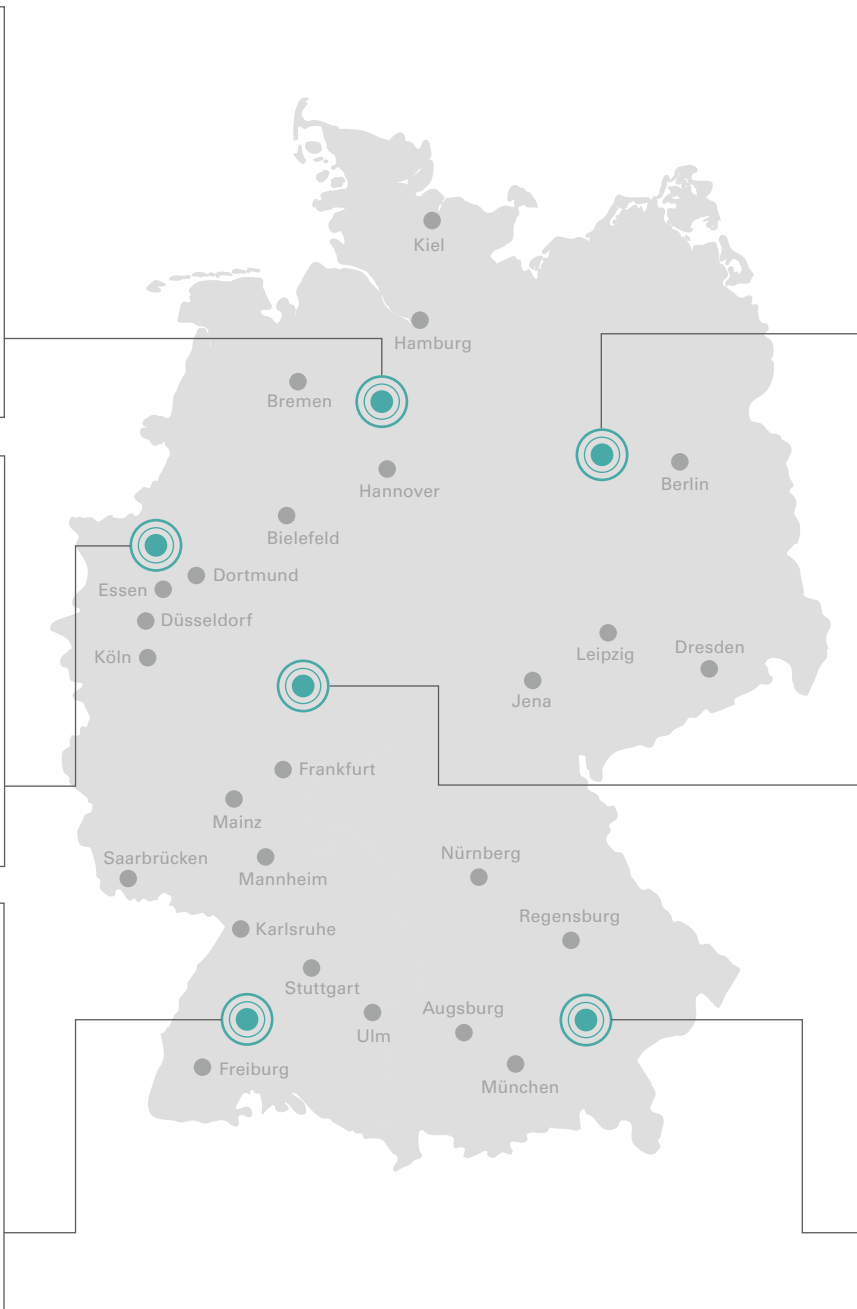 Kiel
Hamburg
Bremen
Hannover
Berlin
Bielefeld
Dortmund
Essen
Düsseldorf
Köln
Leipzig
Dresden
Jena
Frankfurt
Mainz
Saarbrücken
Mannheim
Nürnberg
Regensburg
Karlsruhe
Stuttgart
Augsburg
Ulm
Freiburg
München